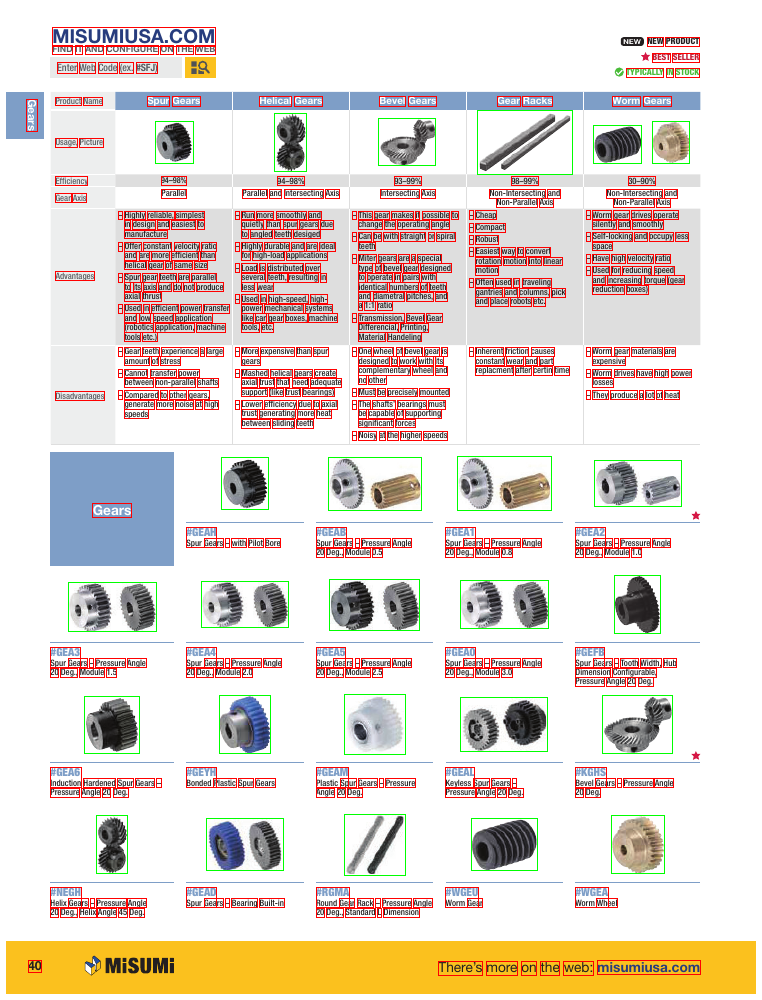 MISUMIUSA.COM
FIND IT AND CONFIGURE ON THE WEB
Enter Web Code (ex. #SFJ)
NEW NEW PRODUCT
BEST SELLER
TYPICALLY IN STOCK
Gears
Product Name Spur Gears Helical Gears Bevel Gears Gear Racks Worm Gears
Usage, Picture
Efficiency 94–98% 94–98% 93–99% 98–99% 30-90%
Gear Axis Parallel Parallel and Intersecting Axis Intersecting Axis Non-Intersecting and
Non-Parallel Axis Non-Intersecting and
Non-Parallel Axis
Advantages
– Highly reliable, simplest
in design and easiest to
manufacture
– Offer constant velocity ratio
and are more efficient than
helical gear of same size
– Spur gear teeth are parallel
to its axis and do not produce
axial thrust
– Used in efficient power transfer
and low speed application
(robotics application, machine
tools, etc.)
– Run more smoothly and
quietly than spur gears due
to angled teeth desiged
– Highly durable and are ideal
for high-load applications
– Load is distributed over
several teeth, resulting in
less wear
– Used in high-speed, high-
power mechanical systems
like car gear boxes, machine
tools, etc.
– This gear makes it possible to
change the operating angle
– Can be with straight or spiral
teeth
– Miter gears are a special
type of bevel gear designed
to operate in pairs with
identical numbers of teeth
and diametral pitches, and
a 1:1 ratio
– Transmission, Bevel Gear
Differencial, Printing,
Material Handeling
– Cheap
– Compact
– Robust
– Easiest way to convert
rotation motion into linear
motion
– Often used in traveling
gantries and columns, pick
and place robots etc.
– Worm gear drives operate
silently and smoothly
– Self-locking and occupy less
space
– Have high velocity ratio
– Used for reducing speed
and increasing torque (gear
reduction boxes)
Disadvantages
– Gear teeth experience a large
amount of stress
– Cannot transfer power
between non-parallel shafts
– Compared to other gears,
generate more noise at high
speeds
– More expensive than spur
gears
– Mashed helical gears create
axial trust that need adequate
support (like trust bearings)
– Lower efficiency due to axial
trust generating more heat
between sliding teeth
– One wheel of bevel gear is
designed to work with its
complementary wheel and
no other
– Must be precisely mounted
– The shafts' bearings must
be capable of supporting
significant forces
– Noisy at the higher speeds
– Inherent friction causes
constant wear and part
replacment after certin time
– Worm gear materials are
expensive
– Worm drives have high power
losses
– They produce a lot of heat
Gears
#GEAH
Spur Gears – with Pilot Bore
#GEAB
Spur Gears – Pressure Angle
20 Deg., Module 0.5
#GEA1
Spur Gears – Pressure Angle
20 Deg., Module 0.8
#GEA2
Spur Gears – Pressure Angle
20 Deg., Module 1.0
#GEA3
Spur Gears – Pressure Angle
20 Deg., Module 1.5
#GEA4
Spur Gears – Pressure Angle
20 Deg., Module 2.0
#GEA5
Spur Gears – Pressure Angle
20 Deg., Module 2.5
#GEA0
Spur Gears – Pressure Angle
20 Deg., Module 3.0
#GEFB
Spur Gears – Tooth Width, Hub
Dimension Configurable,
Pressure Angle 20 Deg.
#GEA6
Induction Hardened Spur Gears –
Pressure Angle 20 Deg.
#GEYH
Bonded Plastic Spur Gears
#GEAM
Plastic Spur Gears – Pressure
Angle 20 Deg.
#GEAL
Keyless Spur Gears –
Pressure Angle 20 Deg.
#KGHS
Bevel Gears – Pressure Angle
20 Deg.
#NEGH
Helix Gears – Pressure Angle
20 Deg., Helix Angle 45 Deg.
#GEAD
Spur Gears – Bearing Built-in
#RGMA
Round Gear Rack – Pressure Angle
20 Deg., Standard L Dimension
#WGEU
Worm Gear
#WGEA
Worm Wheel
40
MiSUMi
There's more on the web: misumiusa.com